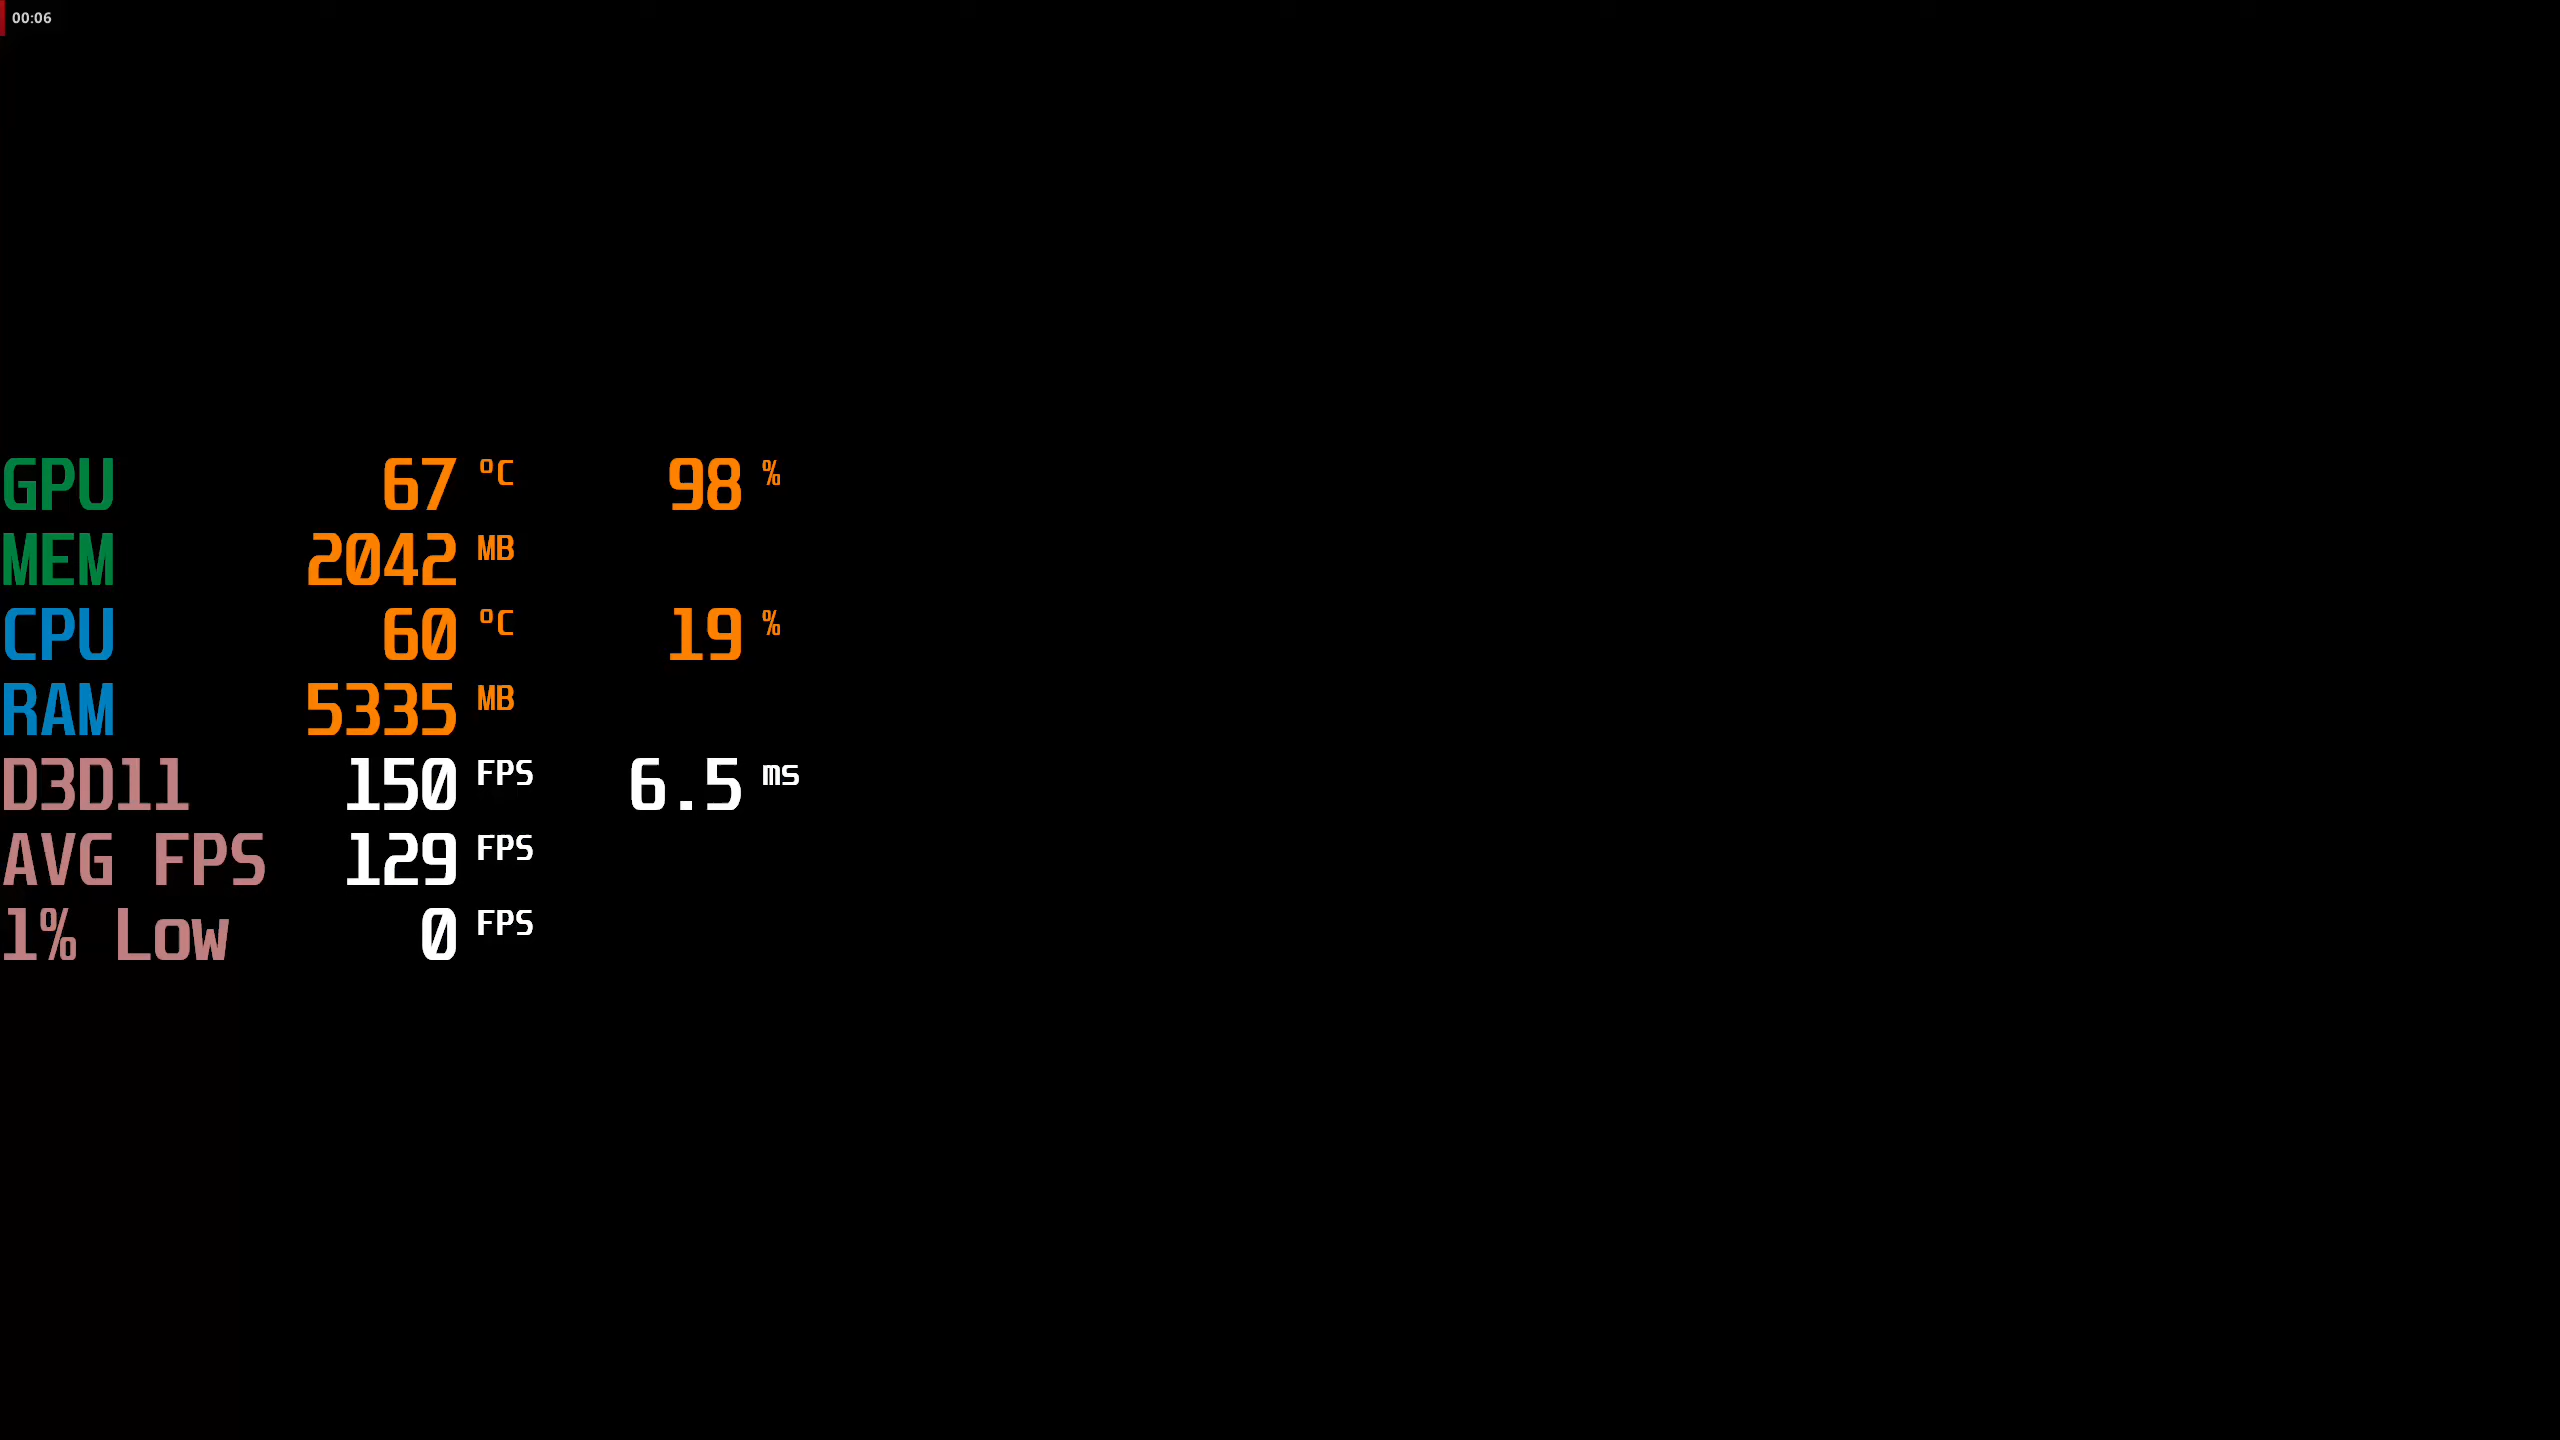 00:06
GPU 67 °C 98 %
MEM 2042 MB
CPU 60 °C 19 %
RAM 5335 MB
D3D11 150 FPS 6.5 ms
AVG FPS 129 FPS
1% Low 0 FPS